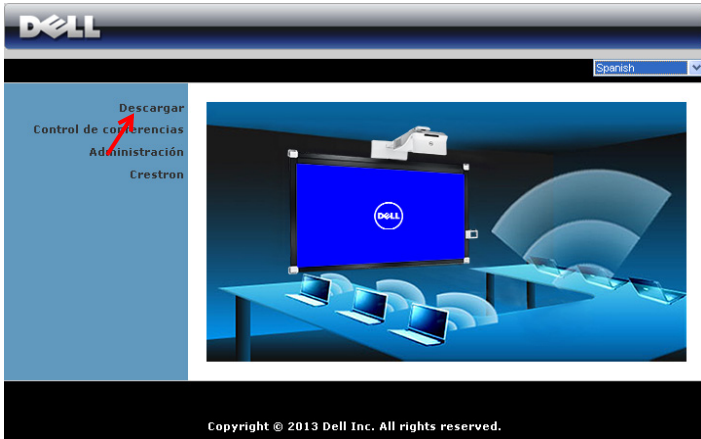 DELL
Spanish
Descargar
Control de conferencias
Administración
Crestron
DELL
Copyright © 2013 Dell Inc. All rights reserved.